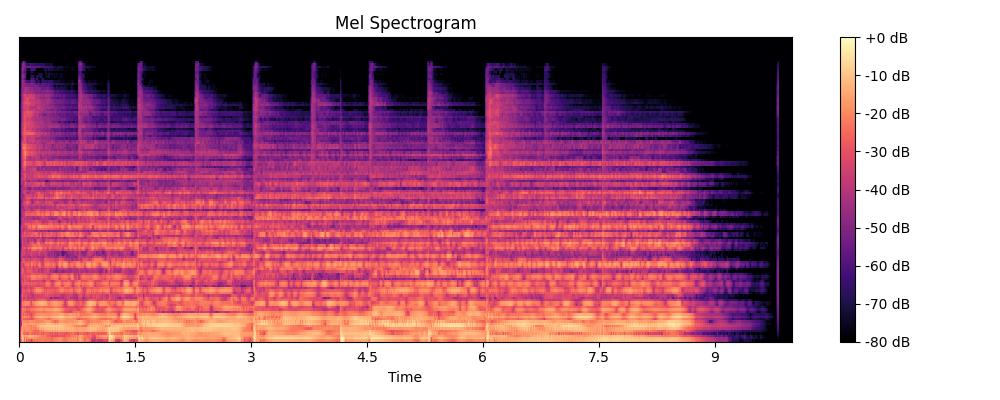 Mel Spectrogram
+0 dB
-10 dB
-20 dB
-30 dB
-40 dB
-50 dB
-60 dB
-70 dB
-80 dB
0 1.5 3 4.5 6 7.5 9
Time